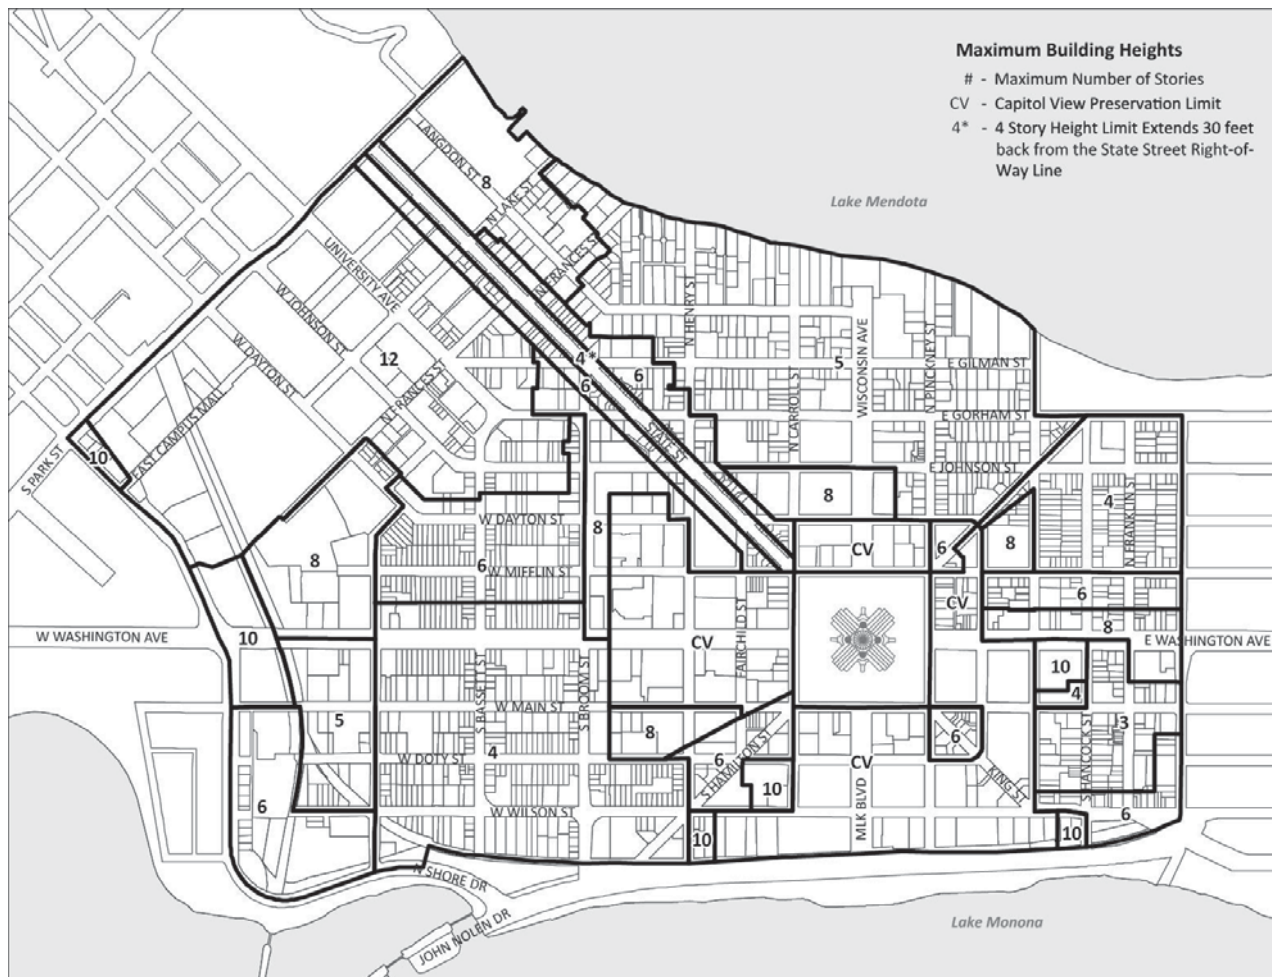 Maximum Building Heights
# - Maximum Number of Stories
CV - Capitol View Preservation Limit
4* - 4 Story Height Limit Extends 30 feet
back from the State Street Right-of-
Way Line
Lake Mendota
LANGDON ST
8
N LAKE ST
N FRANCES ST
UNIVERSITY AVE
W JOHNSON ST
W DAYTON ST
12
N FRANCES ST
EAST CAMPUS MALL
S PARK ST
10
4*
6
6
STATE ST
N HENRY ST
N CARROLL ST
WISCONSIN AVE
N PINCKNEY ST
5
E GILMAN ST
E GORHAM ST
E JOHNSON ST
8
4
N FRANKLIN ST
W DAYTON ST
8
6
W MIFFLIN ST
8
CV
6
8
6
CV
8
W WASHINGTON AVE
10
E WASHINGTON AVE
CV
FAIRCHILD ST
10
4
3
S HANCOCK ST
5
W MAIN ST
S BASSETT ST
S BROOM ST
4
W DOTY ST
8
6
S HAMILTON ST
10
CV
6
KING ST
MLK BLVD
6
W WILSON ST
10
10
6
N SHORE DR
JOHN NOLEN DR
Lake Monona